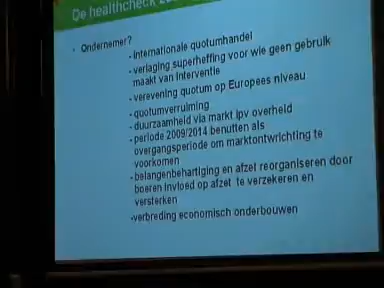 De healthcheck
• Ondernemer?
- internationale quotumhandel
- verlaging superheffing voor wie geen gebruik
maakt van interventie
- verevening quotum op Europees niveau
- quotumverruiming
- duurzaamheid via markt ipv overheid
- periode 2009/2014 benutten als
overgangsperiode om marktontwrichting te
voorkomen
- belangenbehartiging en afzet reorganiseren door
boeren invloed op afzet te verzekeren en
versterken
-verbreding economisch onderbouwen